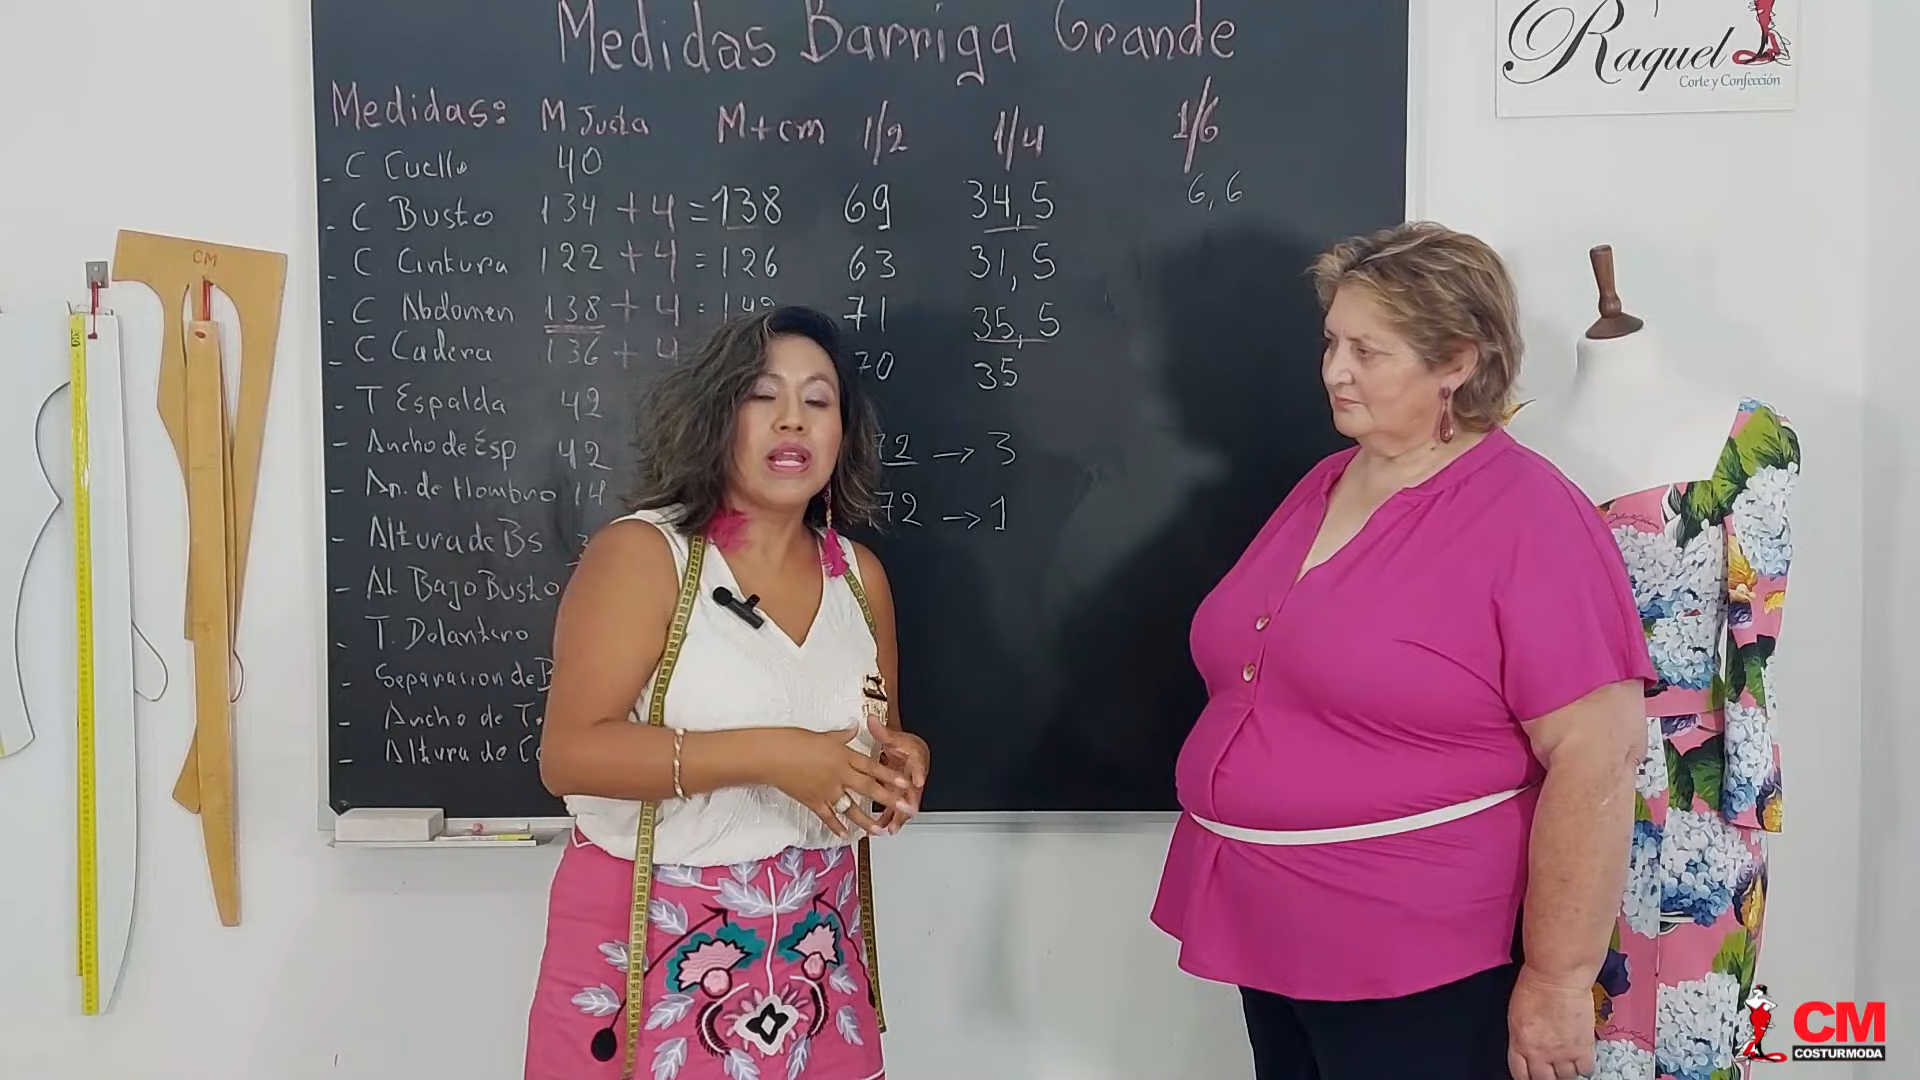 Medidas Barriga Grande
Medidas: M Justa M+cm 1/2 1/4 1/6
- C Cuello 40 6,6
- C Busto 134 + 4 = 138 69 34,5
- C Cintura 122 + 4 = 126 63 31,5
- C Abdomen 138 + 4 = 142 71 35,5
- C Cadera 136 + 4 70 35
- T Espalda 42
- Ancho de Esp 42 72 → 3
- An. de Hombro 14
72 → 1
- Altura de Bs
- Al Bajo Busto
- T. Delantero
- Separacion de
- Ancho de T.
- Altura de
Raquel
Corte y Confección
CM
CM
COSTURMODA